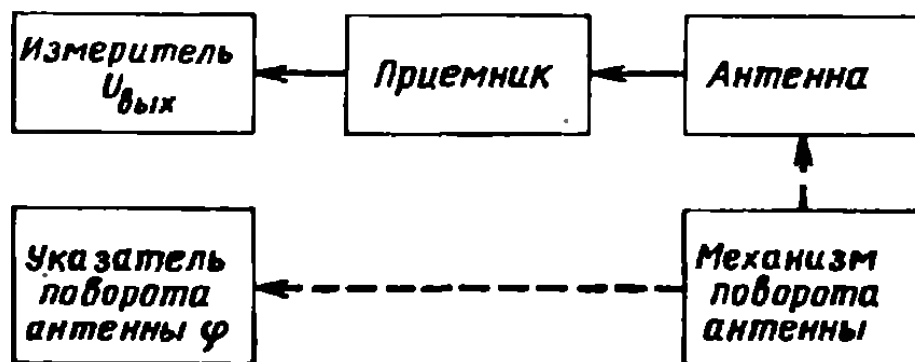 Измеритель
Uвых
Приемник
Антенна
Указатель
поворота
антенны φ
Механизм
поворота
антенны